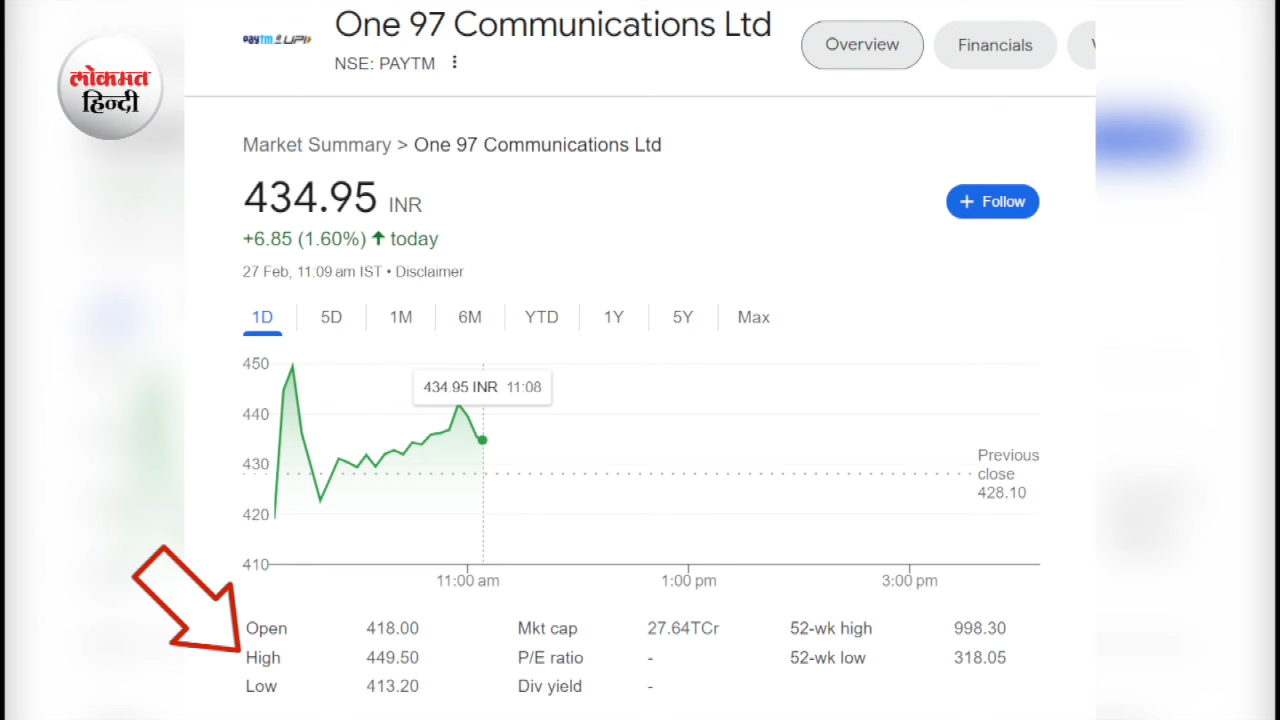 लोकमत
हिन्दी
paytm UPI
One 97 Communications Ltd
NSE: PAYTM
Overview
Financials
Market Summary > One 97 Communications Ltd
434.95 INR
+6.85 (1.60%) ↑ today
27 Feb, 11:09 am IST • Disclaimer
+ Follow
1D 5D 1M 6M YTD 1Y 5Y Max
450
440
430
420
410
434.95 INR 11:08
Previous
close
428.10
11:00 am 1:00 pm 3:00 pm
Open 418.00 Mkt cap 27.64TCr 52-wk high 998.30
High 449.50 P/E ratio - 52-wk low 318.05
Low 413.20 Div yield -